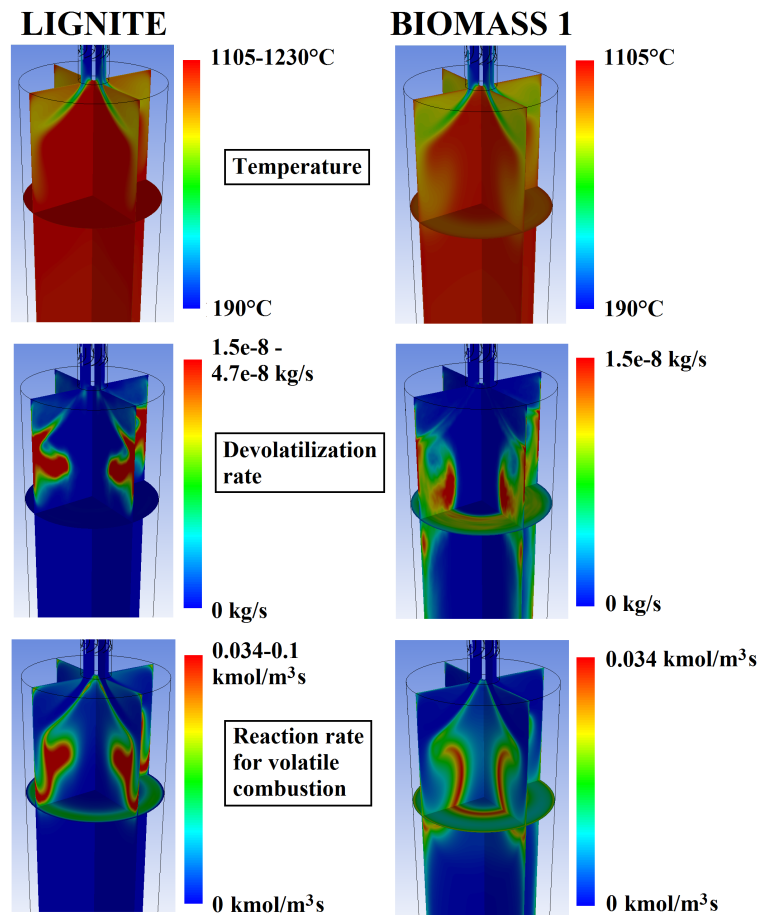 LIGNITE
BIOMASS 1
1105-1230°C
Temperature
190°C
1105°C
190°C
1.5e-8 -
4.7e-8 kg/s
Devolatilization
rate
0 kg/s
1.5e-8 kg/s
0 kg/s
0.034-0.1
kmol/m³s
Reaction rate
for volatile
combustion
0 kmol/m³s
0.034 kmol/m³s
0 kmol/m³s